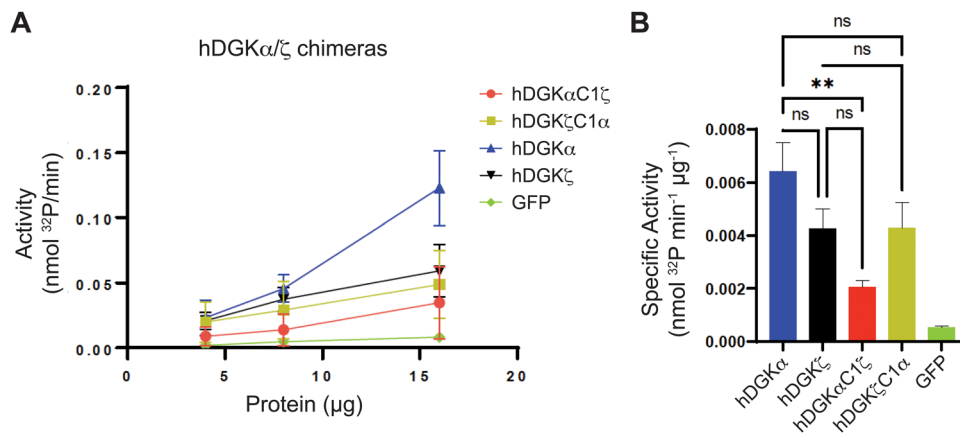 A
hDGKα/ζ chimeras
Activity
(nmol ³²P/min)
0.20
0.15
0.10
0.05
0.00
0
5
10
15
20
Protein (µg)
hDGKαC1ζ
hDGKζC1α
hDGKα
hDGKζ
GFP
B
ns
ns
**
ns
ns
Specific Activity
(nmol ³²P min⁻¹ µg⁻¹)
0.008
0.006
0.004
0.002
0.000
hDGKα
hDGKζ
hDGKαC1ζ
hDGKζC1α
GFP